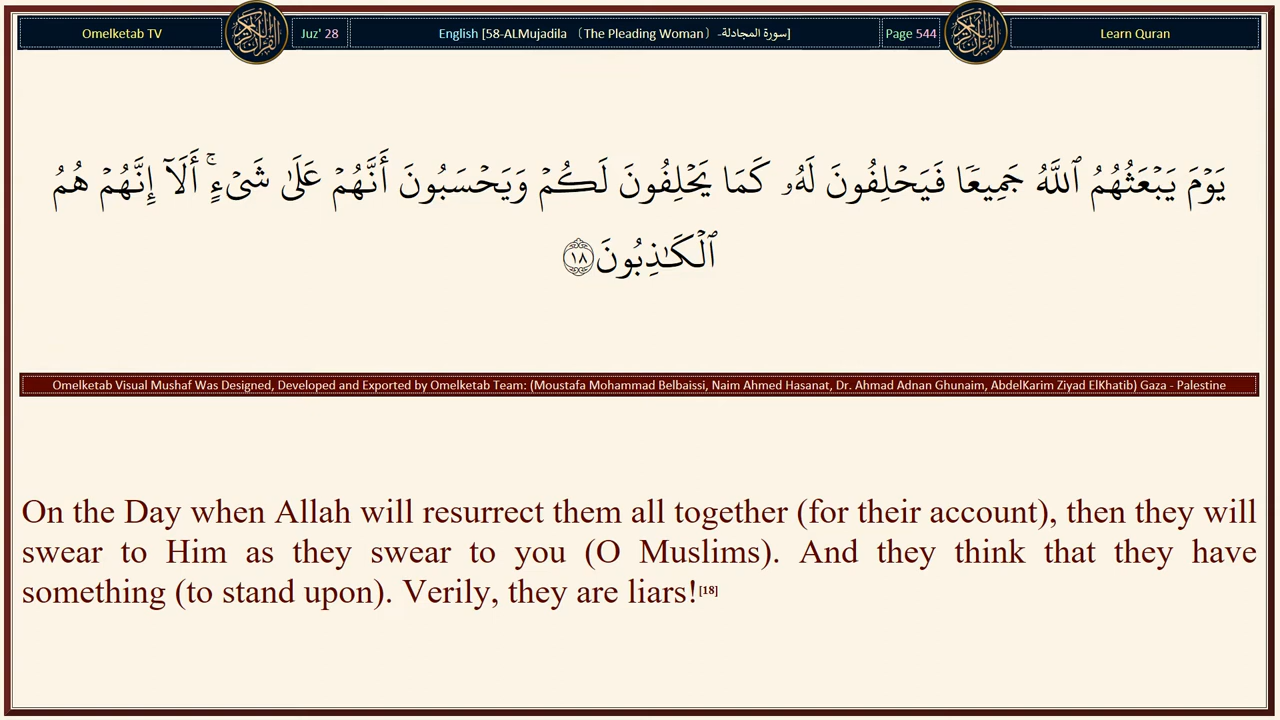 Omelketab TV
Juz' 28
English [58-ALMujadila （The Pleading Woman）-سورة المجادلة]
Page 544
Learn Quran
يَوۡمَ يَبۡعَثُهُمُ ٱللَّهُ جَمِيعٗا فَيَحۡلِفُونَ لَهُۥ كَمَا يَحۡلِفُونَ لَكُمۡ وَيَحۡسَبُونَ أَنَّهُمۡ عَلَىٰ شَيۡءٍۚ أَلَآ إِنَّهُمۡ هُمُ
ٱلۡكَٰذِبُونَ ١٨
Omelketab Visual Mushaf Was Designed, Developed and Exported by Omelketab Team: (Moustafa Mohammad Belbaissi, Naim Ahmed Hasanat, Dr. Ahmad Adnan Ghunaim, AbdelKarim Ziyad ElKhatib) Gaza - Palestine
On the Day when Allah will resurrect them all together (for their account), then they will
swear to Him as they swear to you (O Muslims). And they think that they have
something (to stand upon). Verily, they are liars![18]